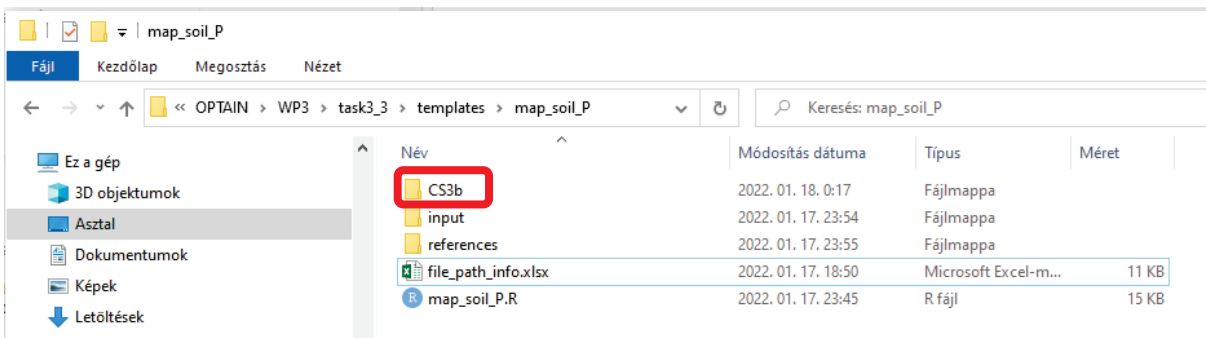 map_soil_P
Fájl Kezdőlap Megosztás Nézet
« OPTAIN > WP3 > task3_3 > templates > map_soil_P Keresés: map_soil_P
Ez a gép
3D objektumok
Asztal
Dokumentumok
Képek
Letöltések
Név Módosítás dátuma Típus Méret
CS3b 2022. 01. 18. 0:17 Fájlmappa
input 2022. 01. 17. 23:54 Fájlmappa
references 2022. 01. 17. 23:55 Fájlmappa
file_path_info.xlsx 2022. 01. 17. 18:50 Microsoft Excel-m... 11 KB
map_soil_P.R 2022. 01. 17. 23:45 R fájl 15 KB